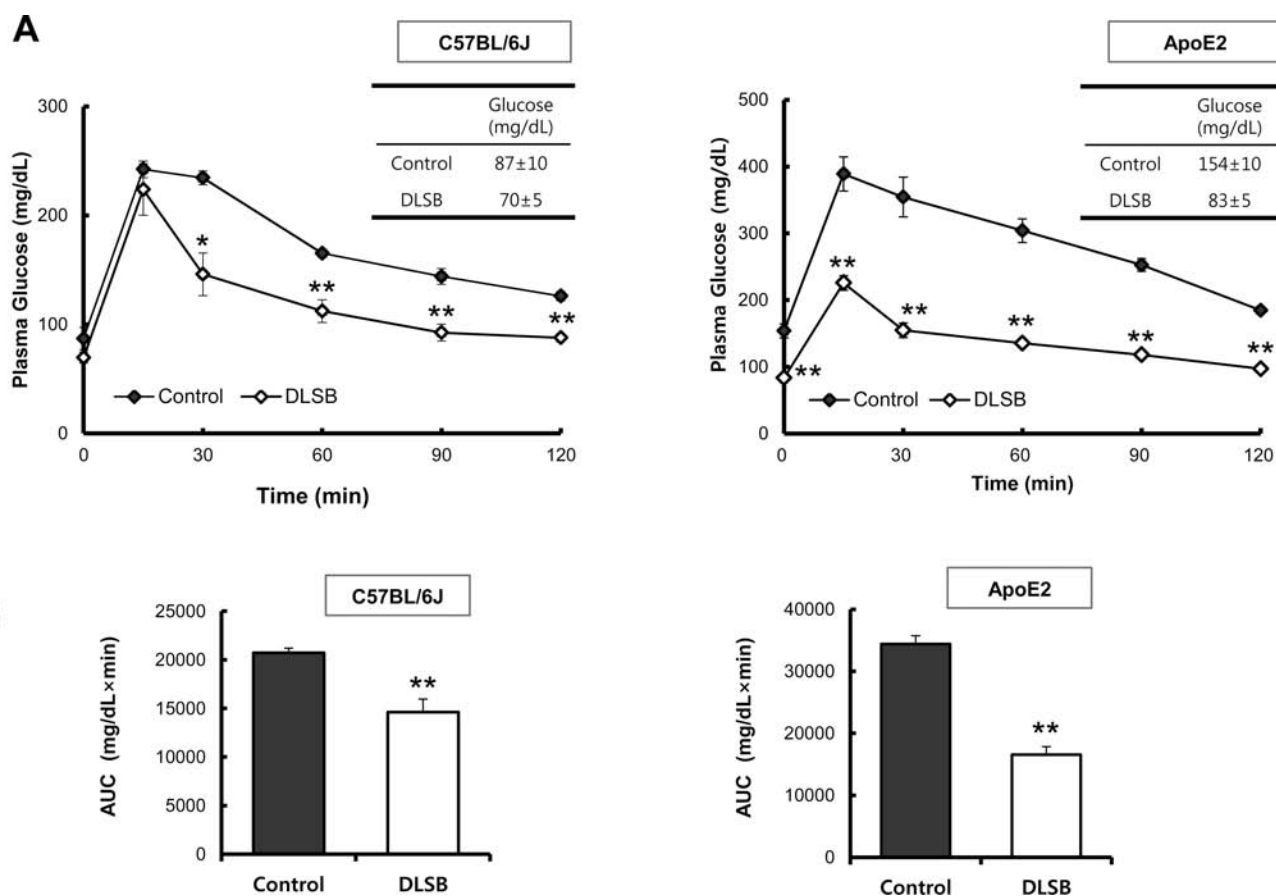 A
C57BL/6J
Glucose
(mg/dL)
Control 87±10
DLSB 70±5
Plasma Glucose (mg/dL)
300
200
100
0
*
**
**
**
Control DLSB
0 30 60 90 120
Time (min)
ApoE2
Glucose
(mg/dL)
Control 154±10
DLSB 83±5
Plasma Glucose (mg/dL)
500
400
300
200
100
0
**
**
**
**
**
**
Control DLSB
0 30 60 90 120
Time (min)
C57BL/6J
AUC (mg/dL×min)
25000
20000
15000
10000
5000
0
**
Control DLSB
ApoE2
AUC (mg/dL×min)
40000
30000
20000
10000
0
**
Control DLSB